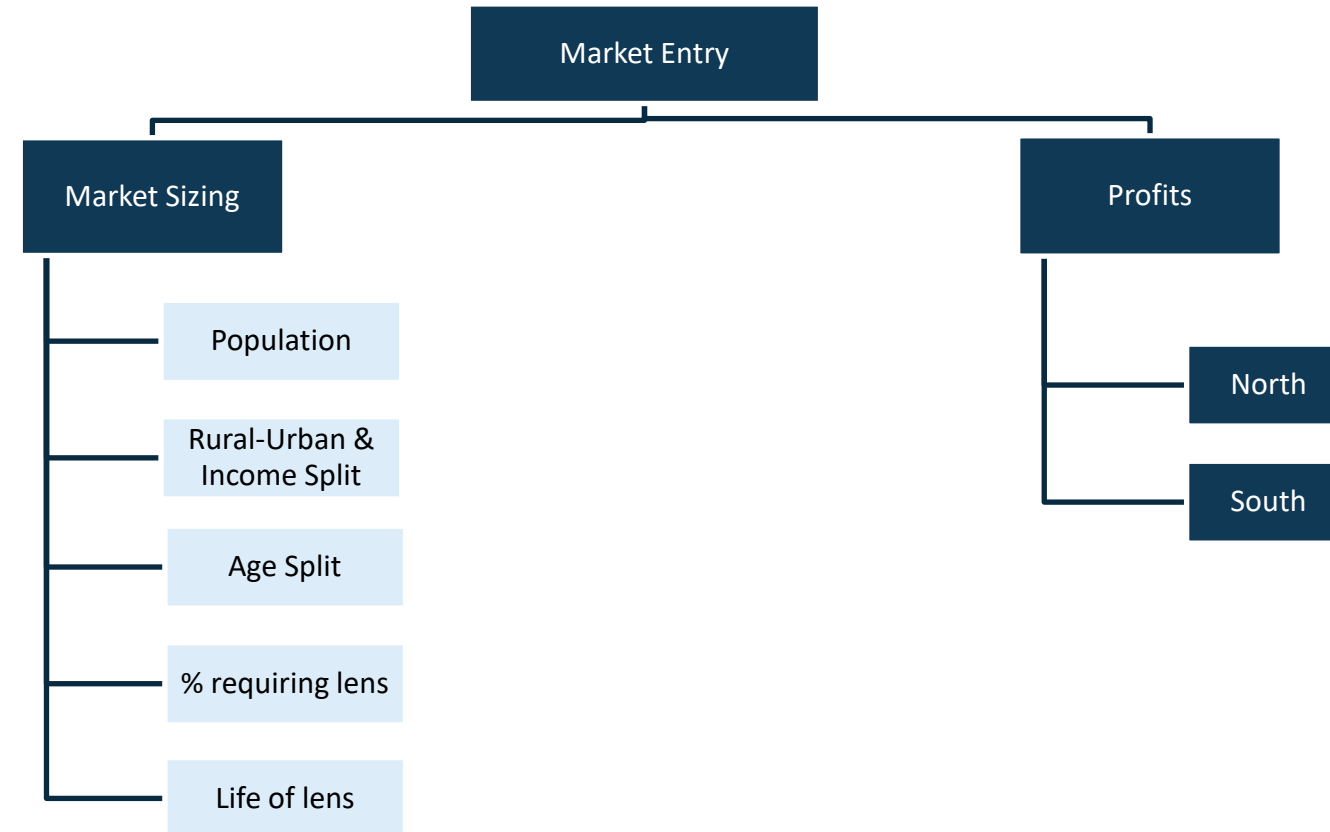 Market Entry
Market Sizing
Profits
Population
Rural-Urban &
Income Split
Age Split
% requiring lens
Life of lens
North
South